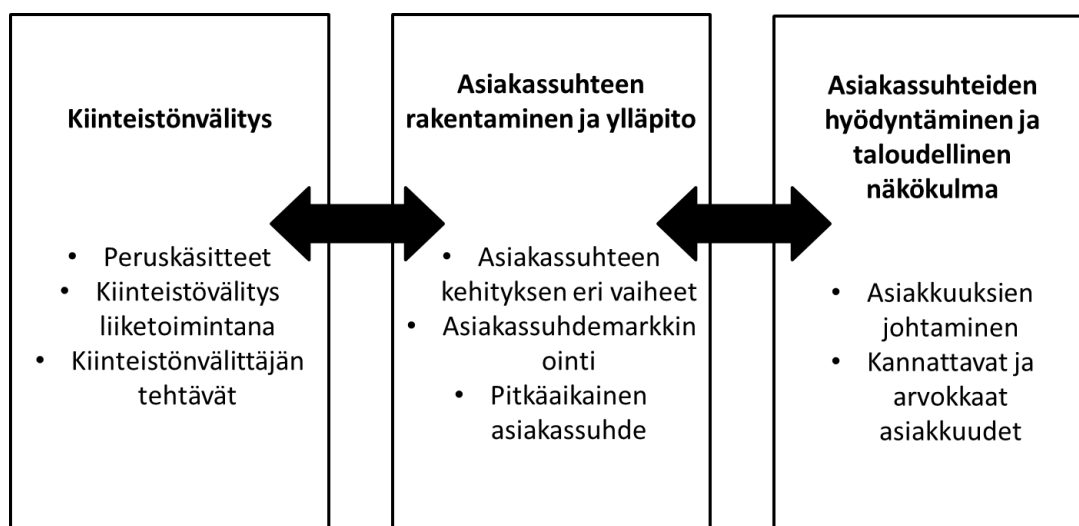 Kiinteistönvälitys
• Peruskäsitteet
• Kiinteistövälitys
liiketoimintana
• Kiinteistönvälittäjän
tehtävät
Asiakassuhteen
rakentaminen ja ylläpito
• Asiakassuhteen
kehityksen eri vaiheet
• Asiakassuhdemarkkin
ointi
• Pitkäaikainen
asiakassuhde
Asiakassuhteiden
hyödyntäminen ja
taloudellinen
näkökulma
• Asiakkuuksien
johtaminen
• Kannattavat ja
arvokkaat
asiakkuudet